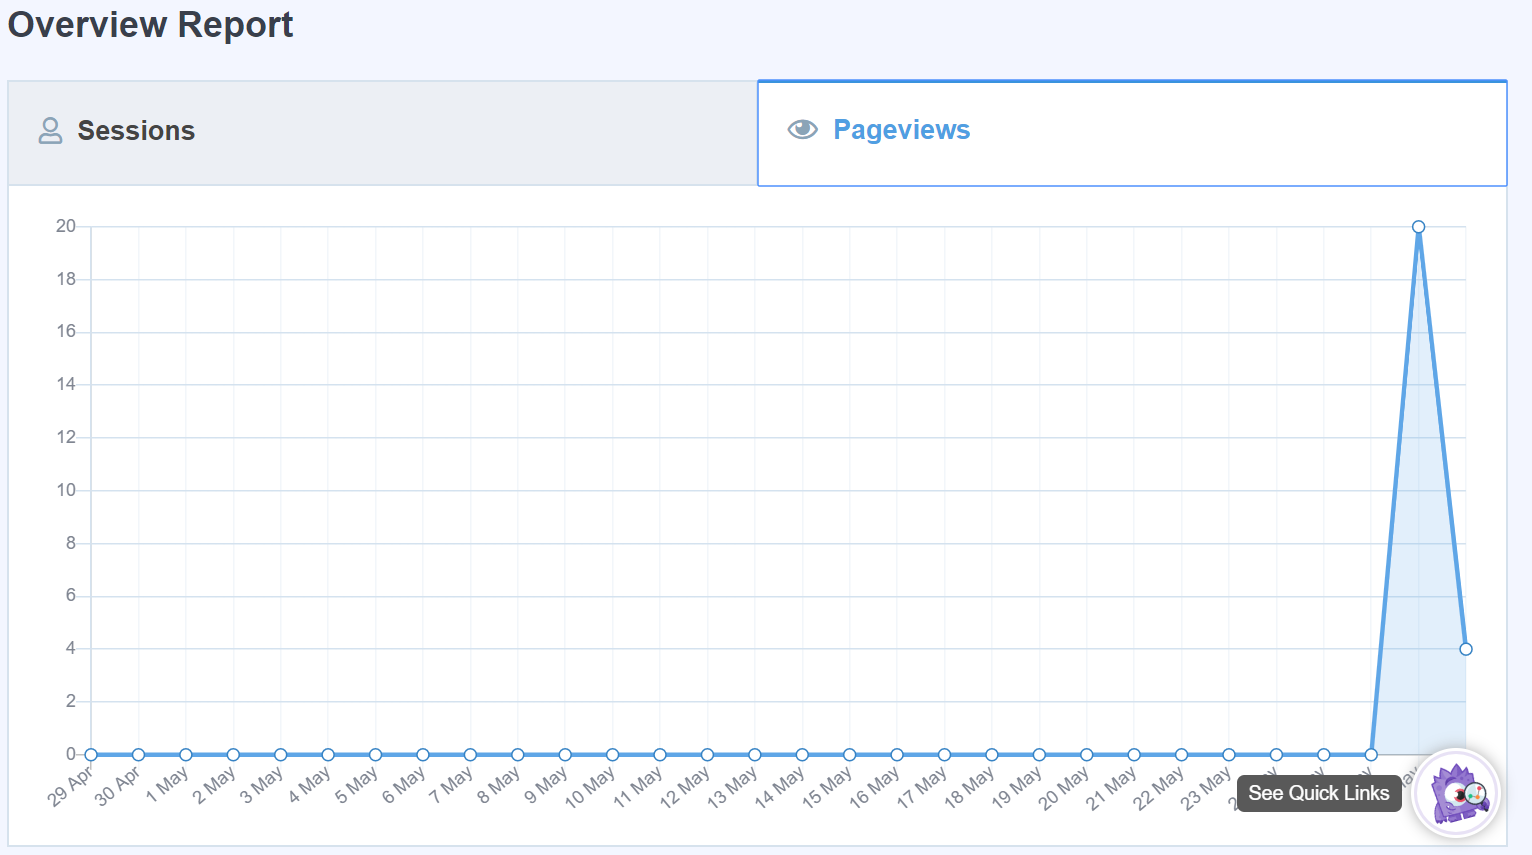 Overview Report
Sessions
Pageviews
20
18
16
14
12
10
8
6
4
2
0
29 Apr
30 Apr
1 May
2 May
3 May
4 May
5 May
6 May
7 May
8 May
9 May
10 May
11 May
12 May
13 May
14 May
15 May
16 May
17 May
18 May
19 May
20 May
21 May
22 May
23 May
See Quick Links